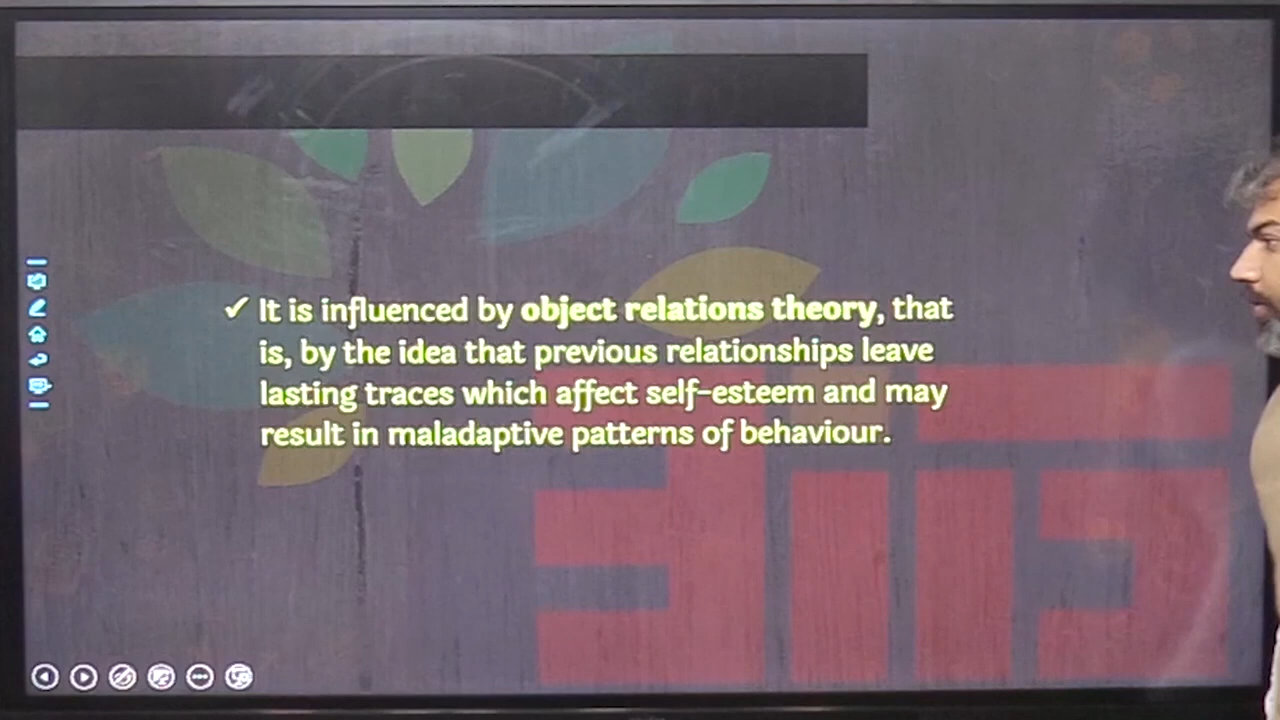 ✓ It is influenced by object relations theory, that
is, by the idea that previous relationships leave
lasting traces which affect self-esteem and may
result in maladaptive patterns of behaviour.